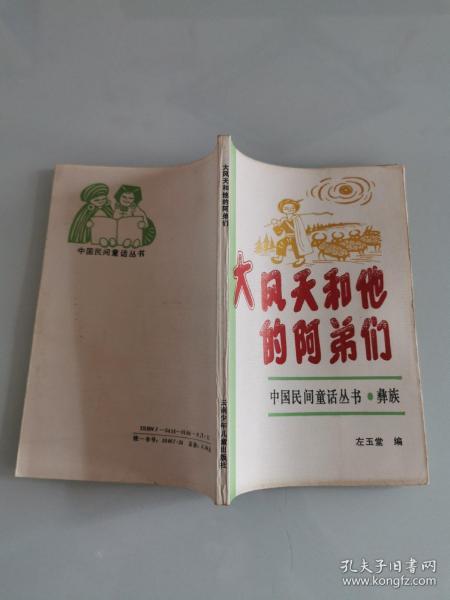 中国民间童话丛书
大风天和他的阿弟们
云南少年儿童出版社
大风天和他
的阿弟们
中国民间童话丛书·彝族
左玉堂 编
孔夫子旧书网
www.kongfz.com